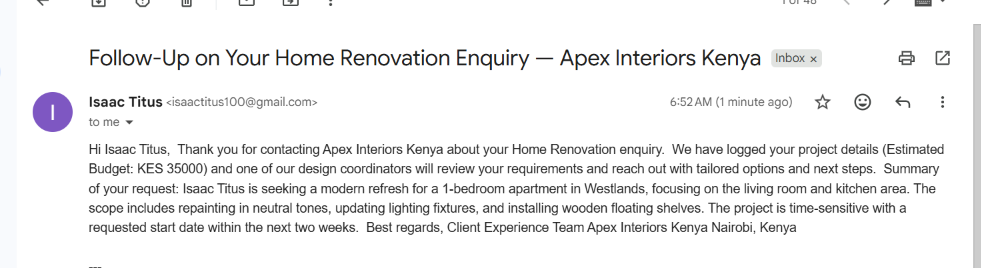 1 of 48
Follow-Up on Your Home Renovation Enquiry — Apex Interiors Kenya Inbox x
I Isaac Titus <isaactitus100@gmail.com> 6:52 AM (1 minute ago)
to me
Hi Isaac Titus,  Thank you for contacting Apex Interiors Kenya about your Home Renovation enquiry.  We have logged your project details (Estimated
Budget: KES 35000) and one of our design coordinators will review your requirements and reach out with tailored options and next steps.  Summary
of your request: Isaac Titus is seeking a modern refresh for a 1-bedroom apartment in Westlands, focusing on the living room and kitchen area. The
scope includes repainting in neutral tones, updating lighting fixtures, and installing wooden floating shelves. The project is time-sensitive with a
requested start date within the next two weeks.  Best regards, Client Experience Team Apex Interiors Kenya Nairobi, Kenya
---